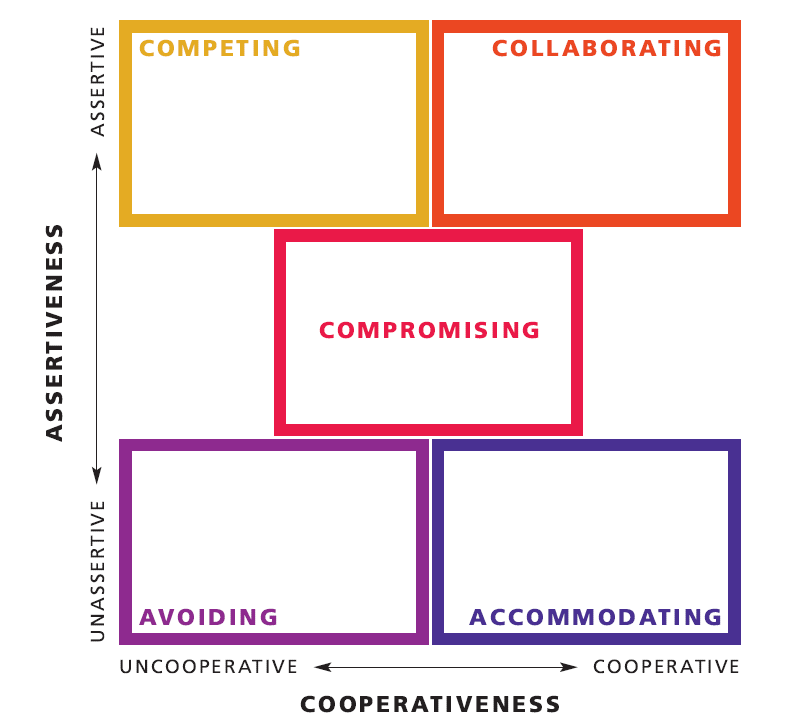 COMPETING
COLLABORATING
ASSERTIVE
ASSERTIVENESS
COMPROMISING
UNASSERTIVE
AVOIDING
ACCOMMODATING
UNCOOPERATIVE
COOPERATIVE
COOPERATIVENESS